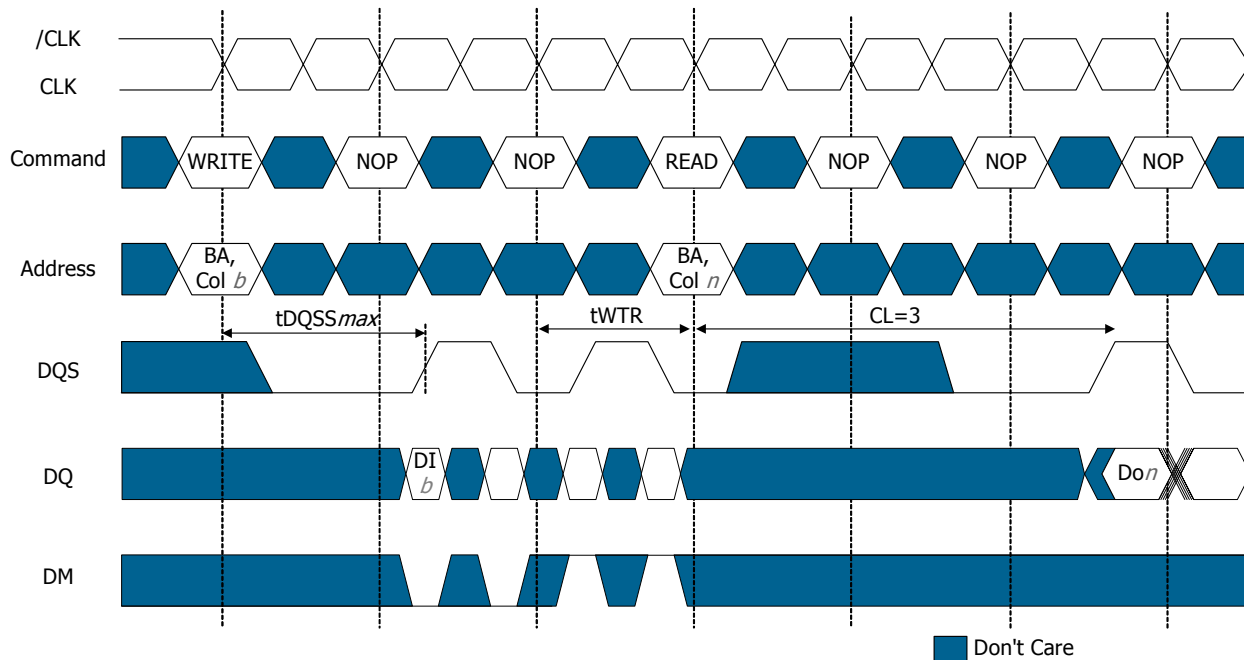 /CLK
CLK
Command
WRITE
NOP
NOP
READ
NOP
NOP
NOP
Address
BA,
Col b
BA,
Col n
tDQSSmax
tWTR
CL=3
DQS
DQ
DI
b
Don
DM
Don't Care